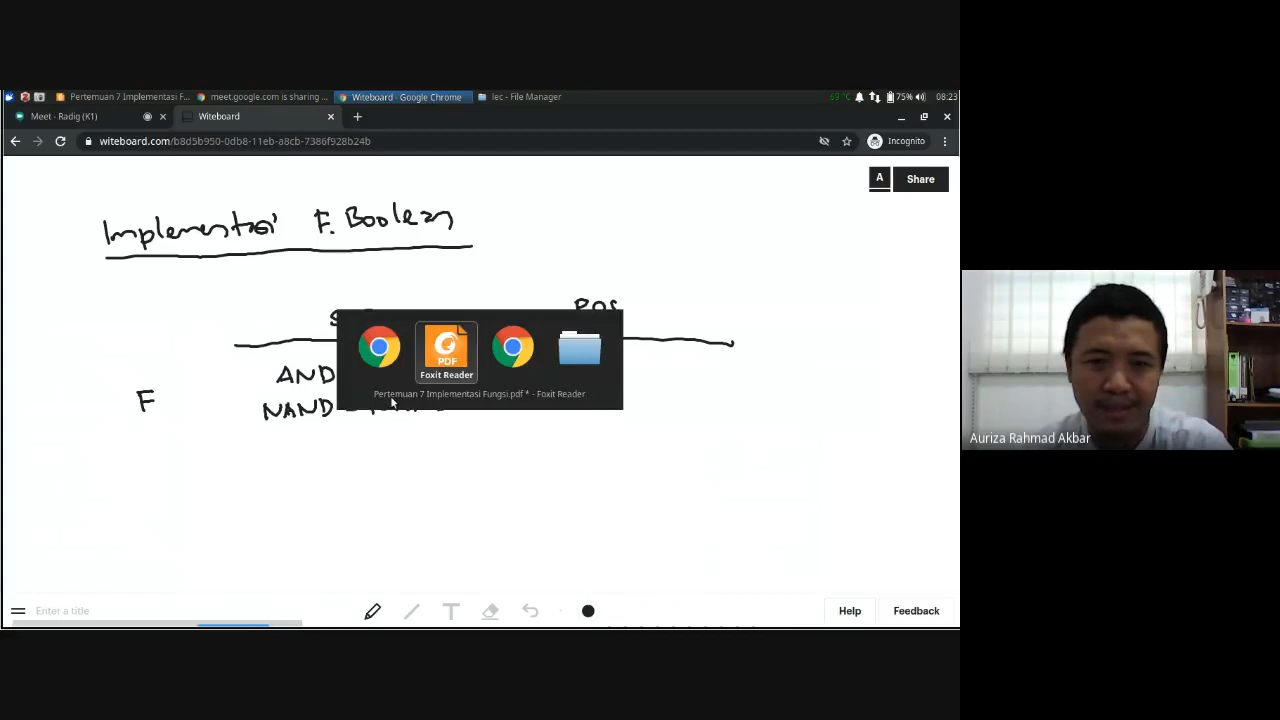 Pertemuan 7 Implementasi F...
meet.google.com is sharing ...
Witeboard - Google Chrome
lec - File Manager
69 °C
75%
08:23
Meet - Radig (K1)
Witeboard
witeboard.com/b8d5b950-0db8-11eb-a8cb-7386f928b24b
Incognito
A
Share
Implementasi F. Boolean
POS
Foxit Reader
Pertemuan 7 Implementasi Fungsi.pdf * - Foxit Reader
PDF
AND
F
NAND
Auriza Rahmad Akbar
Enter a title
T
Help
Feedback